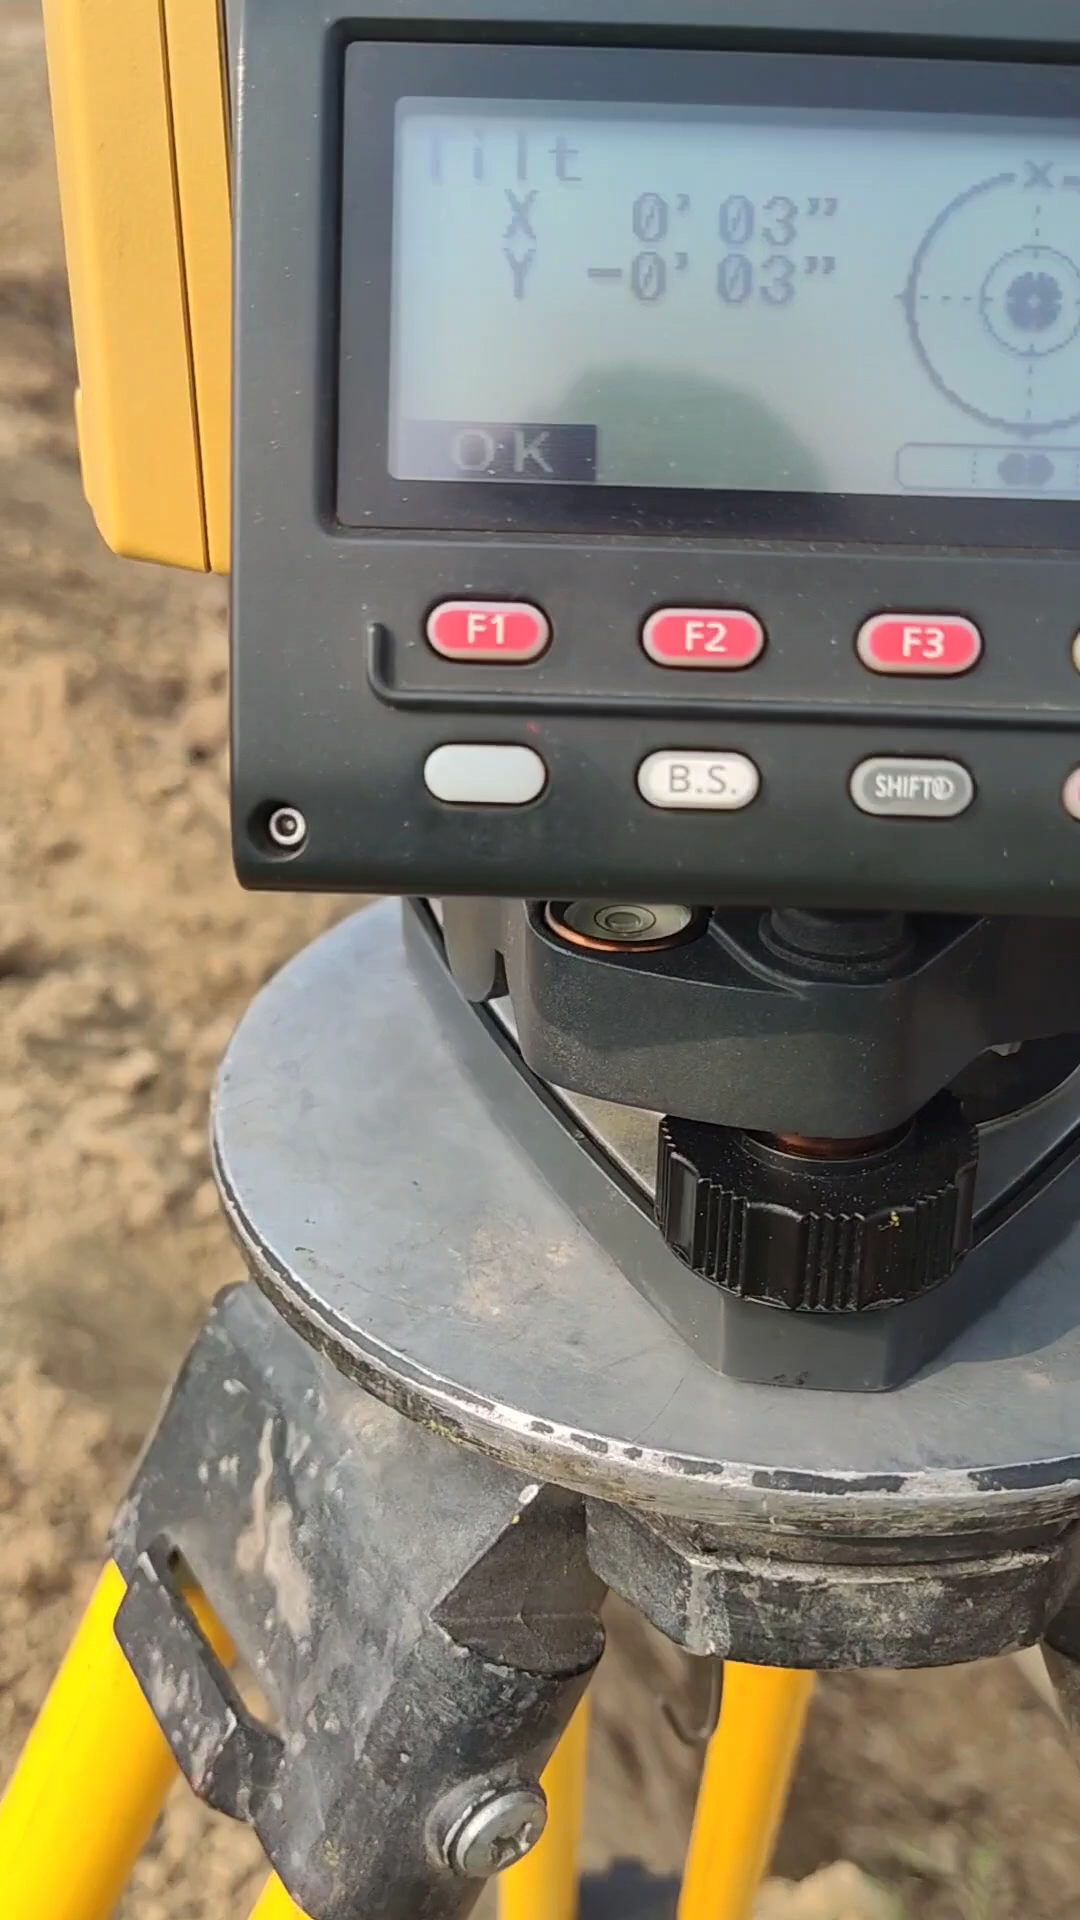 Tilt
X 0' 03"
Y -0' 03"
X
OK
F1 F2 F3
B.S. SHIFT